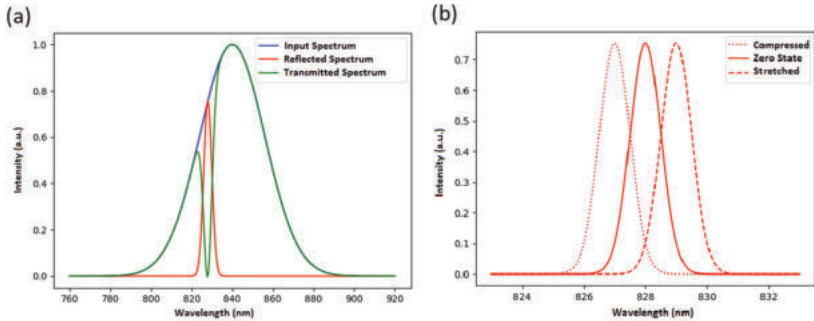 (a)
Input Spectrum
Reflected Spectrum
Transmitted Spectrum
1.0
0.8
0.6
0.4
0.2
0.0
Intensity (a.u.)
760 780 800 820 840 860 880 900 920
Wavelength (nm)
(b)
Compressed
Zero State
Stretched
0.7
0.6
0.5
0.4
0.3
0.2
0.1
0.0
Intensity (a.u.)
824 826 828 830 832
Wavelength (nm)